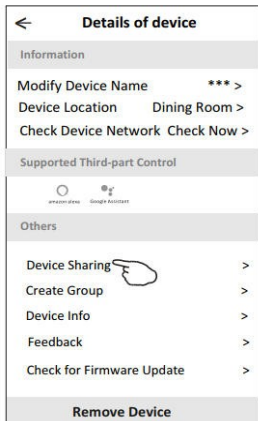 ← Details of device
Information
Modify Device Name *** >
Device Location Dining Room >
Check Device Network Check Now >
Supported Third-part Control
amazon alexa Google Assistant
Others
Device Sharing >
Create Group >
Device Info >
Feedback >
Check for Firmware Update >
Remove Device